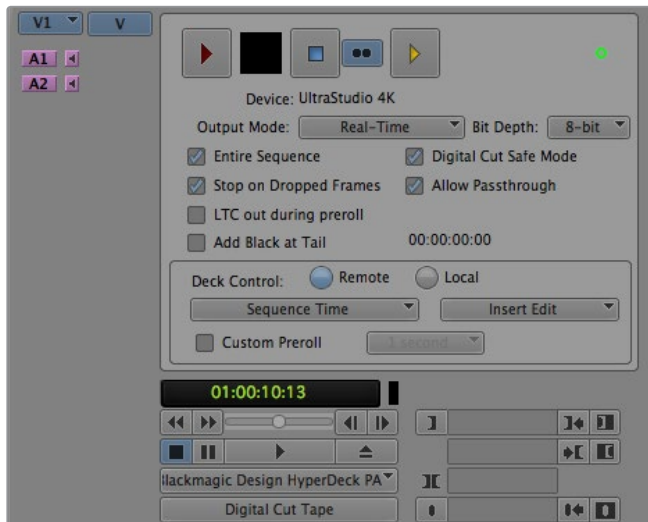 V1 V
A1
A2
Device: UltraStudio 4K
Output Mode: Real-Time Bit Depth: 8-bit
Entire Sequence Digital Cut Safe Mode
Stop on Dropped Frames Allow Passthrough
LTC out during preroll
Add Black at Tail 00:00:00:00
Deck Control: Remote Local
Sequence Time Insert Edit
Custom Preroll 1 second
01:00:10:13
lackmagic Design HyperDeck PA
Digital Cut Tape